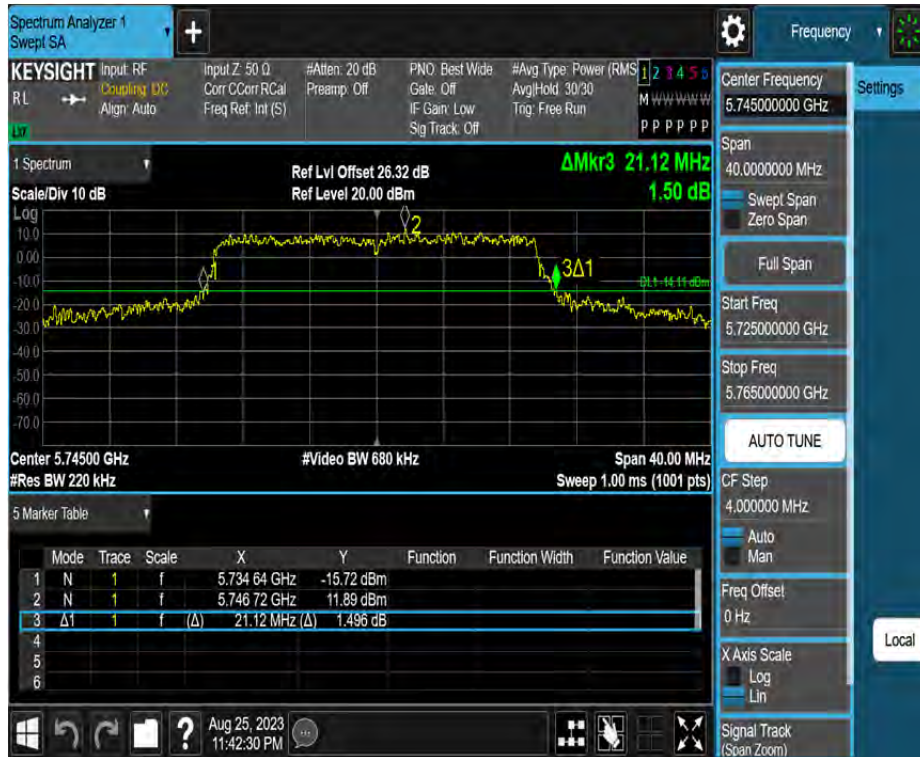 Spectrum Analyzer 1
Swept SA
Frequency
KEYSIGHT
RL
LXI
Input: RF
Coupling: DC
Align: Auto
Input Z: 50 Ω
Corr CCorr RCal
Freq Ref: Int (S)
#Atten: 20 dB
Preamp: Off
PNO: Best Wide
Gate: Off
IF Gain: Low
Sig Track: Off
#Avg Type: Power (RMS
Avg|Hold: 30/30
Trig: Free Run
1 2 3 4 5 6
M W W W W W
P P P P P P
Center Frequency
5.745000000 GHz
Settings
Span
40.0000000 MHz
Swept Span
Zero Span
Full Span
Start Freq
5.725000000 GHz
Stop Freq
5.765000000 GHz
AUTO TUNE
CF Step
4.000000 MHz
Auto
Man
Freq Offset
0 Hz
X Axis Scale
Log
Lin
Signal Track
(Span Zoom)
Local
1 Spectrum
Scale/Div 10 dB
Ref Lvl Offset 26.32 dB
Ref Level 20.00 dBm
ΔMkr3 21.12 MHz
1.50 dB
Log
10.0
0.00
-10.0
-20.0
-30.0
-40.0
-50.0
-60.0
-70.0
2
3Δ1
DL1 -14.11 dBm
Center 5.74500 GHz
#Video BW 680 kHz
Span 40.00 MHz
#Res BW 220 kHz
Sweep 1.00 ms (1001 pts)
5 Marker Table
Mode Trace Scale X Y Function Function Width Function Value
1 N 1 f 5.734 64 GHz -15.72 dBm
2 N 1 f 5.746 72 GHz 11.89 dBm
3 Δ1 1 f (Δ) 21.12 MHz (Δ) 1.496 dB
4
5
6
?
Aug 25, 2023
11:42:30 PM